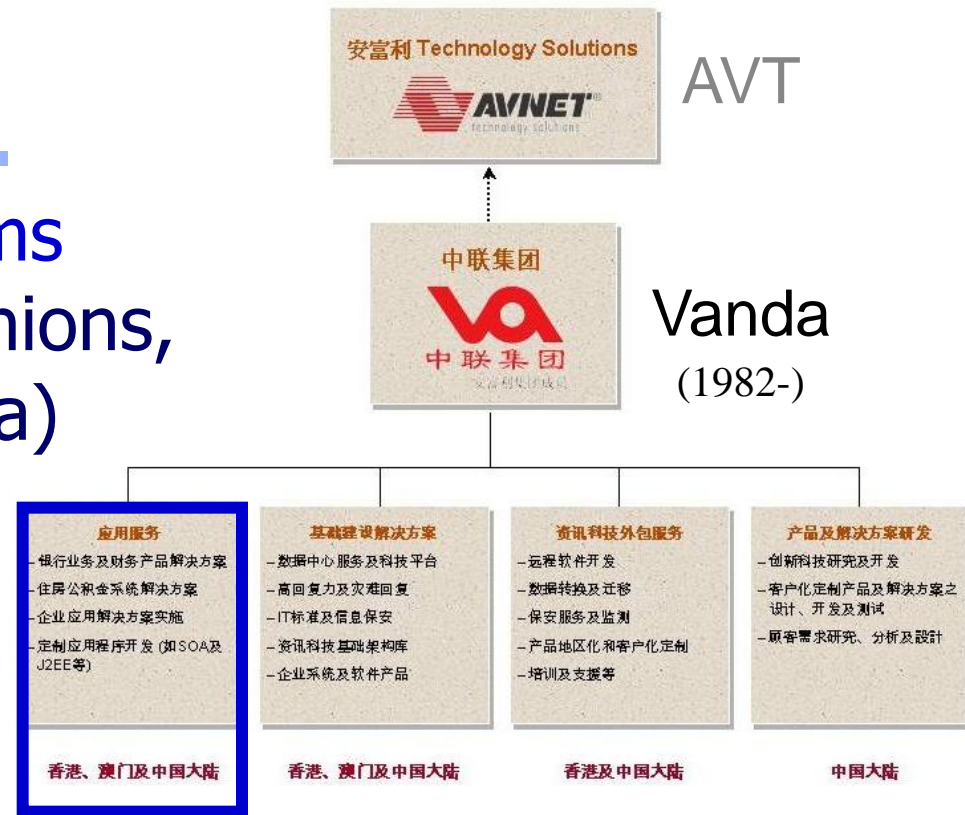 安富利 Technology Solutions
AVNET®
technology solutions
AVT
ms
nions,
a)
中联集团
中联集团
安富利集团成员
Vanda
(1982-)
应用服务
–银行业务及财务产品解决方案
–住房公积金系统解决方案
–企业应用解决方案实施
–定制应用程序开发 (如SOA及
J2EE等)
香港、澳门及中国大陆
基础建设解决方案
–数据中心服务及科技平台
–高回复力及灾难回复
–IT标准及信息保安
–资讯科技基础架构库
–企业系统及软件产品
香港、澳门及中国大陆
资讯科技外包服务
–远程软件开发
–数据转换及迁移
–保安服务及监测
–产品地区化和客户化定制
–培训及支援等
香港及中国大陆
产品及解决方案研发
–创新科技研究及开发
–客户化定制产品及解决方案之
设计、开发及测试
–顾客需求研究、分析及設計
中国大陆